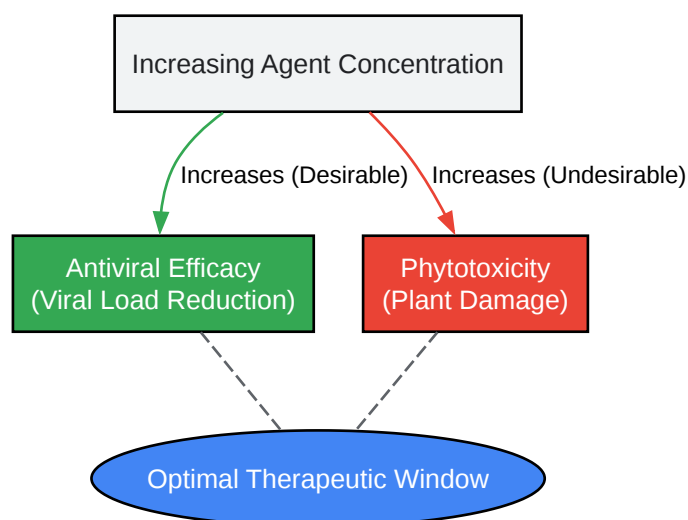 Increasing Agent Concentration
Increases (Desirable)
Increases (Undesirable)
Antiviral Efficacy
(Viral Load Reduction)
Phytotoxicity
(Plant Damage)
Optimal Therapeutic Window